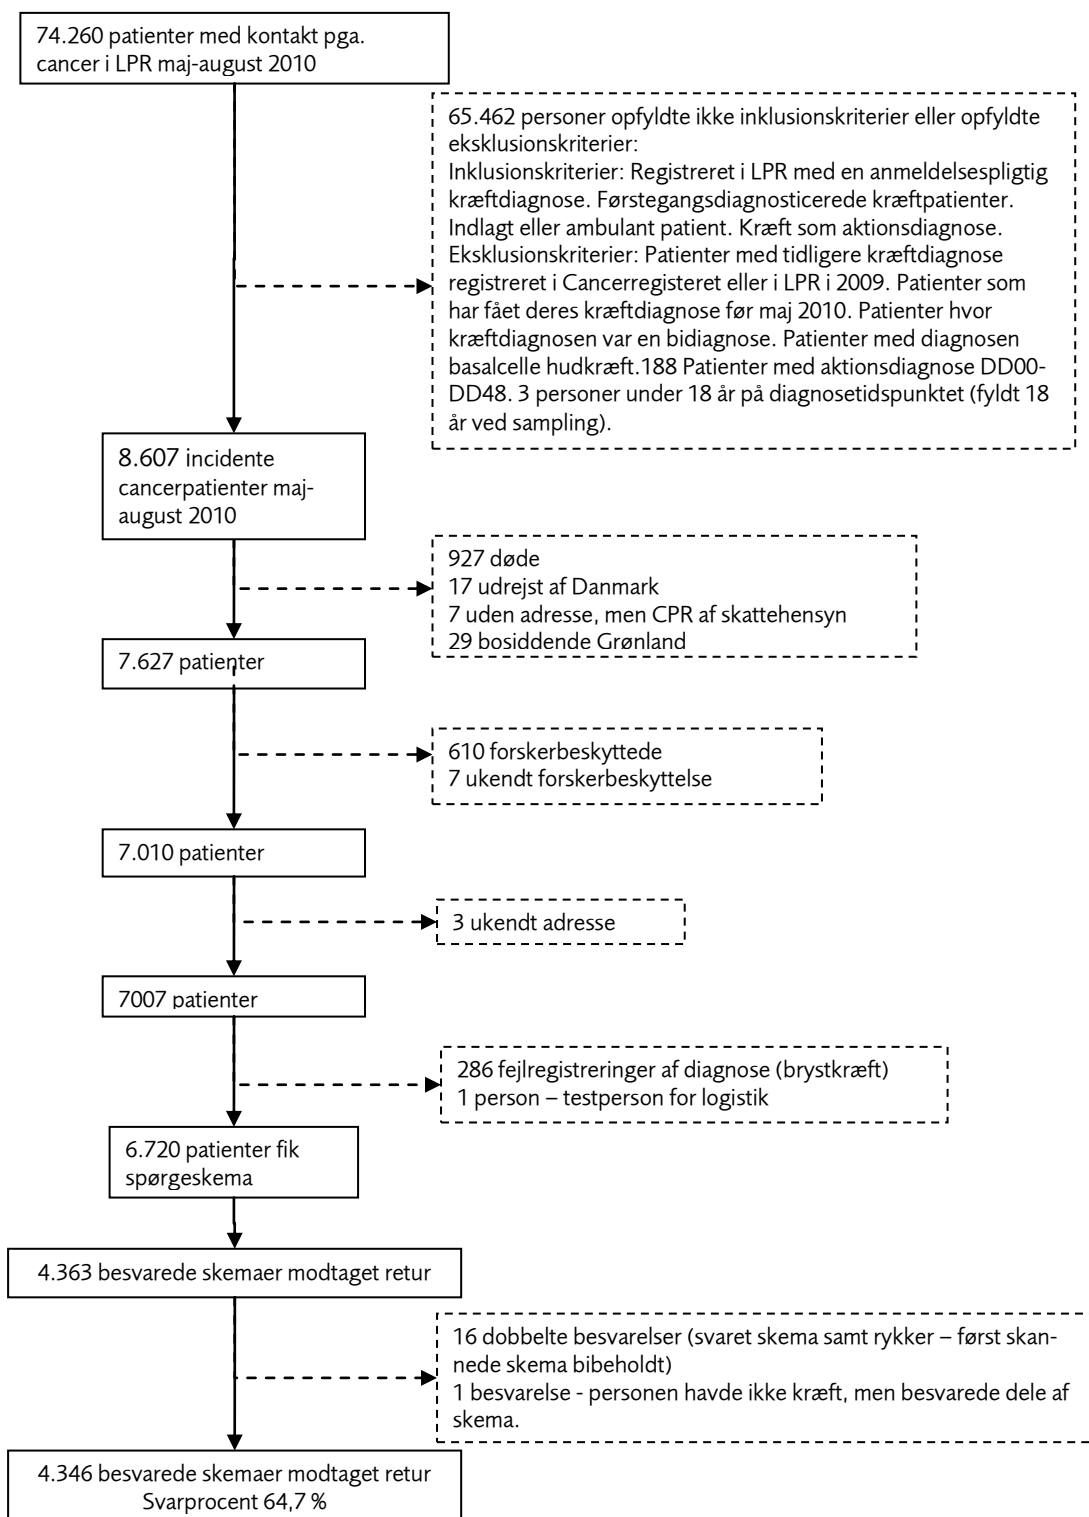 74.260 patienter med kontakt pga.
cancer i LPR maj-august 2010
65.462 personer opfyldte ikke inklusionskriterier eller opfyldte
eksklusionskriterier:
Inklusionskriterier: Registreret i LPR med en anmeldelsespligtig
kræftdiagnose. Førstegangsdiagnosticerede kræftpatienter.
Indlagt eller ambulant patient. Kræft som aktionsdiagnose.
Eksklusionskriterier: Patienter med tidligere kræftdiagnose
registreret i Cancerregisteret eller i LPR i 2009. Patienter som
har fået deres kræftdiagnose før maj 2010. Patienter hvor
kræftdiagnosen var en bidiagnose. Patienter med diagnosen
basalcelle hudkræft.188 Patienter med aktionsdiagnose DD00-
DD48. 3 personer under 18 år på diagnosetidspunktet (fyldt 18
år ved sampling).
8.607 incidente
cancerpatienter maj-
august 2010
927 døde
17 udrejst af Danmark
7 uden adresse, men CPR af skattehensyn
29 bosiddende Grønland
7.627 patienter
610 forskerbeskyttede
7 ukendt forskerbeskyttelse
7.010 patienter
3 ukendt adresse
7007 patienter
286 fejlregistreringer af diagnose (brystkræft)
1 person – testperson for logistik
6.720 patienter fik
spørgeskema
4.363 besvarede skemaer modtaget retur
16 dobbelte besvarelser (svaret skema samt rykker – først skan-
nede skema bibeholdt)
1 besvarelse - personen havde ikke kræft, men besvarede dele af
skema.
4.346 besvarede skemaer modtaget retur
Svarprocent 64,7 %